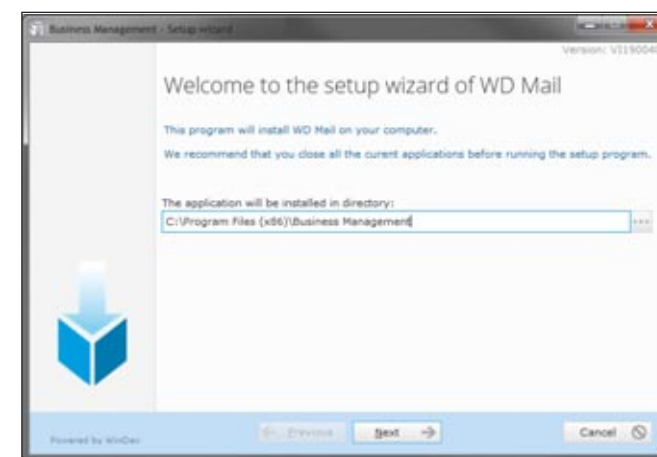 Business Management - Setup wizard
Version: VI19004
Welcome to the setup wizard of WD Mail
This program will install WD Mail on your computer.
We recommend that you close all the curent applications before running the setup program.
The application will be installed in directory:
C:\Program Files (x86)\Business Management
...
Powered by WinDev
Previous
Next
Cancel